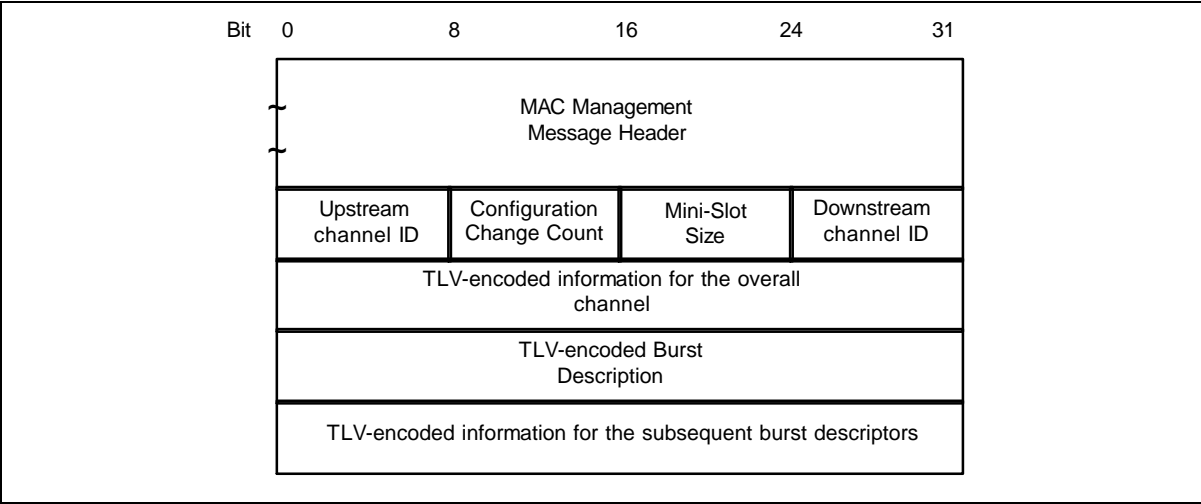 Bit 0 8 16 24 31
MAC Management
Message Header
Upstream channel ID
Configuration Change Count
Mini-Slot Size
Downstream channel ID
TLV-encoded information for the overall
channel
TLV-encoded Burst
Description
TLV-encoded information for the subsequent burst descriptors